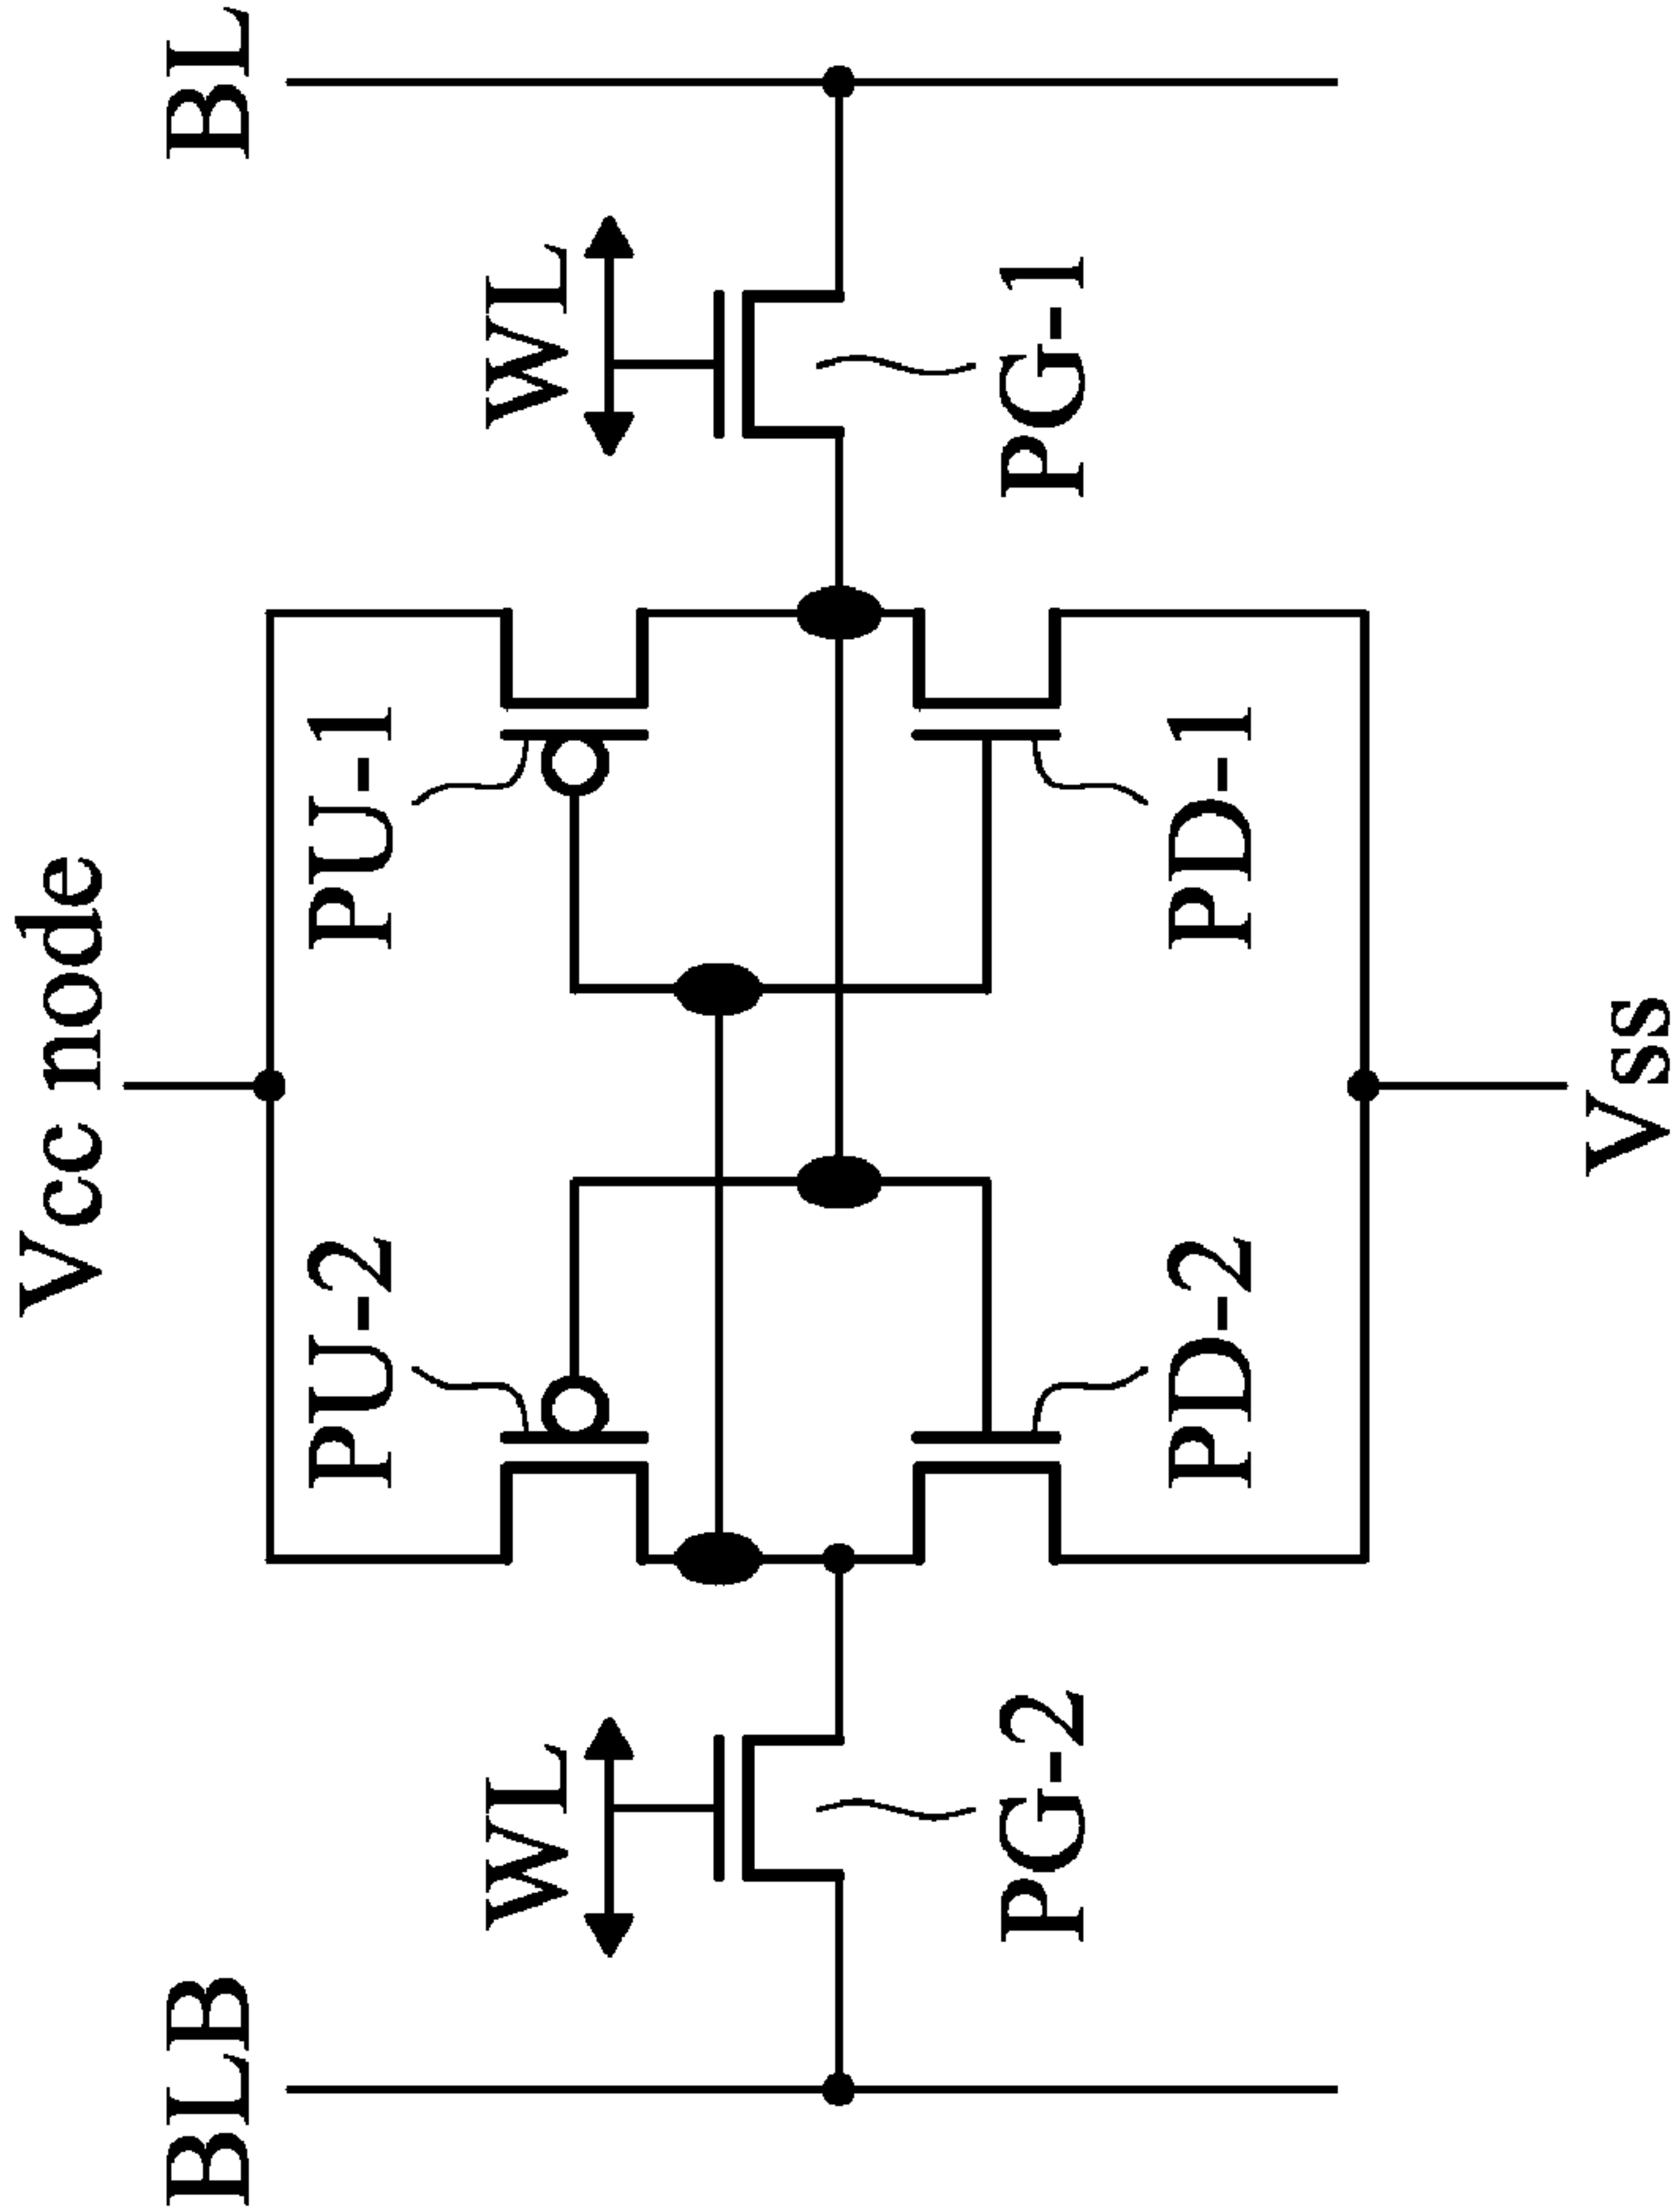 Vcc node
BLB
BL
PU-2
PU-1
WL
WL
PG-2
PG-1
PD-2
PD-1
Vss